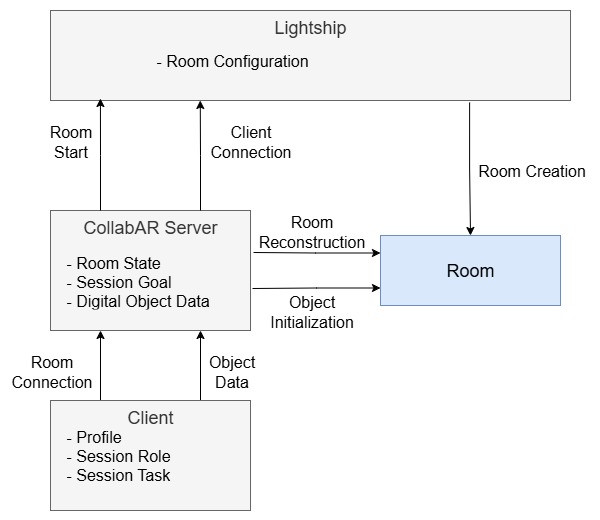 Lightship
- Room Configuration
Room
Start
Client
Connection
Room Creation
CollabAR Server
- Room State
- Session Goal
- Digital Object Data
Room
Reconstruction
Object
Initialization
Room
Room
Connection
Object
Data
Client
- Profile
- Session Role
- Session Task